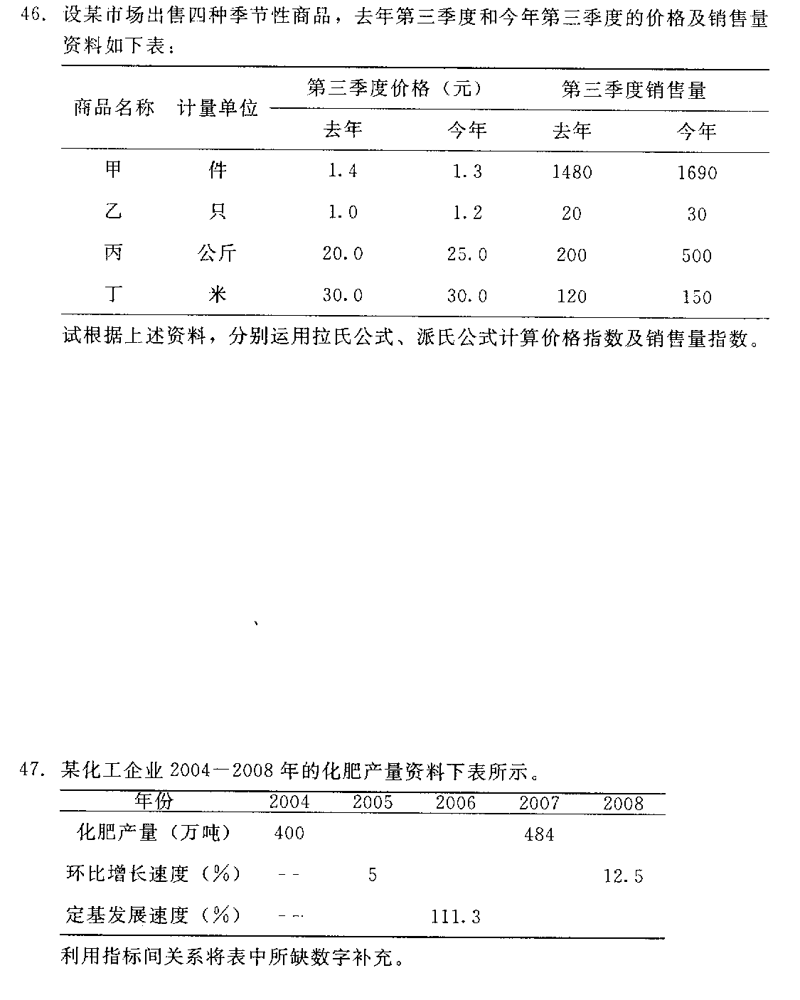 46. 设某市场出售四种季节性商品，去年第三季度和今年第三季度的价格及销售量
资料如下表：
商品名称 计量单位 第三季度价格（元） 第三季度销售量
去年 今年 去年 今年
甲 件 1.4 1.3 1480 1690
乙 只 1.0 1.2 20 30
丙 公斤 20.0 25.0 200 500
丁 米 30.0 30.0 120 150
试根据上述资料，分别运用拉氏公式、派氏公式计算价格指数及销售量指数。
47. 某化工企业2004—2008年的化肥产量资料下表所示。
年份 2004 2005 2006 2007 2008
化肥产量（万吨） 400 484
环比增长速度（%） -- 5 12.5
定基发展速度（%） -- 111.3
利用指标间关系将表中所缺数字补充。